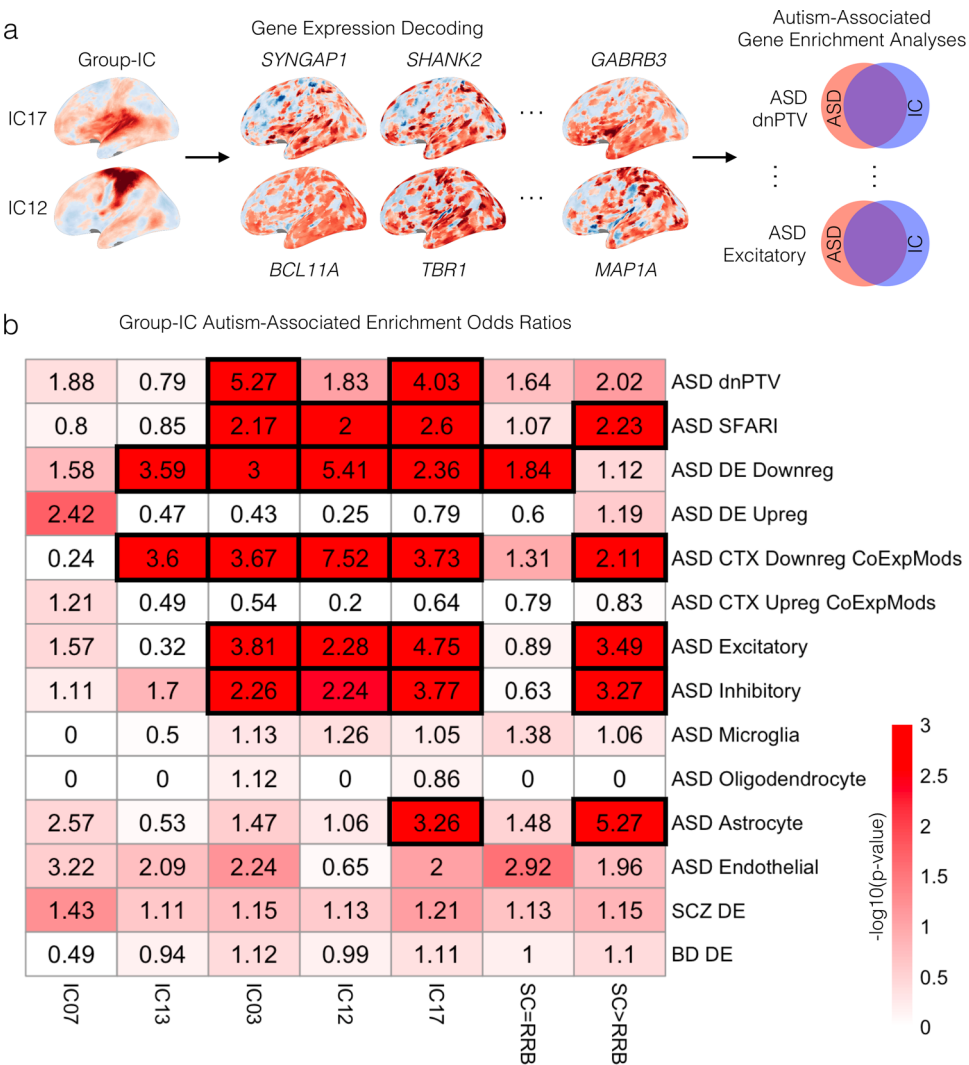 a
Gene Expression Decoding
Autism-Associated
Gene Enrichment Analyses
Group-IC
SYNGAP1
SHANK2
GABRB3
IC17
...
ASD
dnPTV
ASD
IC
IC12
...
ASD
Excitatory
ASD
IC
BCL11A
TBR1
MAP1A
b
Group-IC Autism-Associated Enrichment Odds Ratios
1.88 0.79 5.27 1.83 4.03 1.64 2.02 ASD dnPTV
0.8 0.85 2.17 2 2.6 1.07 2.23 ASD SFARI
1.58 3.59 3 5.41 2.36 1.84 1.12 ASD DE Downreg
2.42 0.47 0.43 0.25 0.79 0.6 1.19 ASD DE Upreg
0.24 3.6 3.67 7.52 3.73 1.31 2.11 ASD CTX Downreg CoExpMods
1.21 0.49 0.54 0.2 0.64 0.79 0.83 ASD CTX Upreg CoExpMods
1.57 0.32 3.81 2.28 4.75 0.89 3.49 ASD Excitatory
1.11 1.7 2.26 2.24 3.77 0.63 3.27 ASD Inhibitory
0 0.5 1.13 1.26 1.05 1.38 1.06 ASD Microglia
0 0 1.12 0 0.86 0 0 ASD Oligodendrocyte
2.57 0.53 1.47 1.06 3.26 1.48 5.27 ASD Astrocyte
3.22 2.09 2.24 0.65 2 2.92 1.96 ASD Endothelial
1.43 1.11 1.15 1.13 1.21 1.13 1.15 SCZ DE
0.49 0.94 1.12 0.99 1.11 1 1.1 BD DE
IC07 IC13 IC03 IC12 IC17 SC=RRB SC>RRB
-log10(p-value)
3
2.5
2
1.5
1
0.5
0